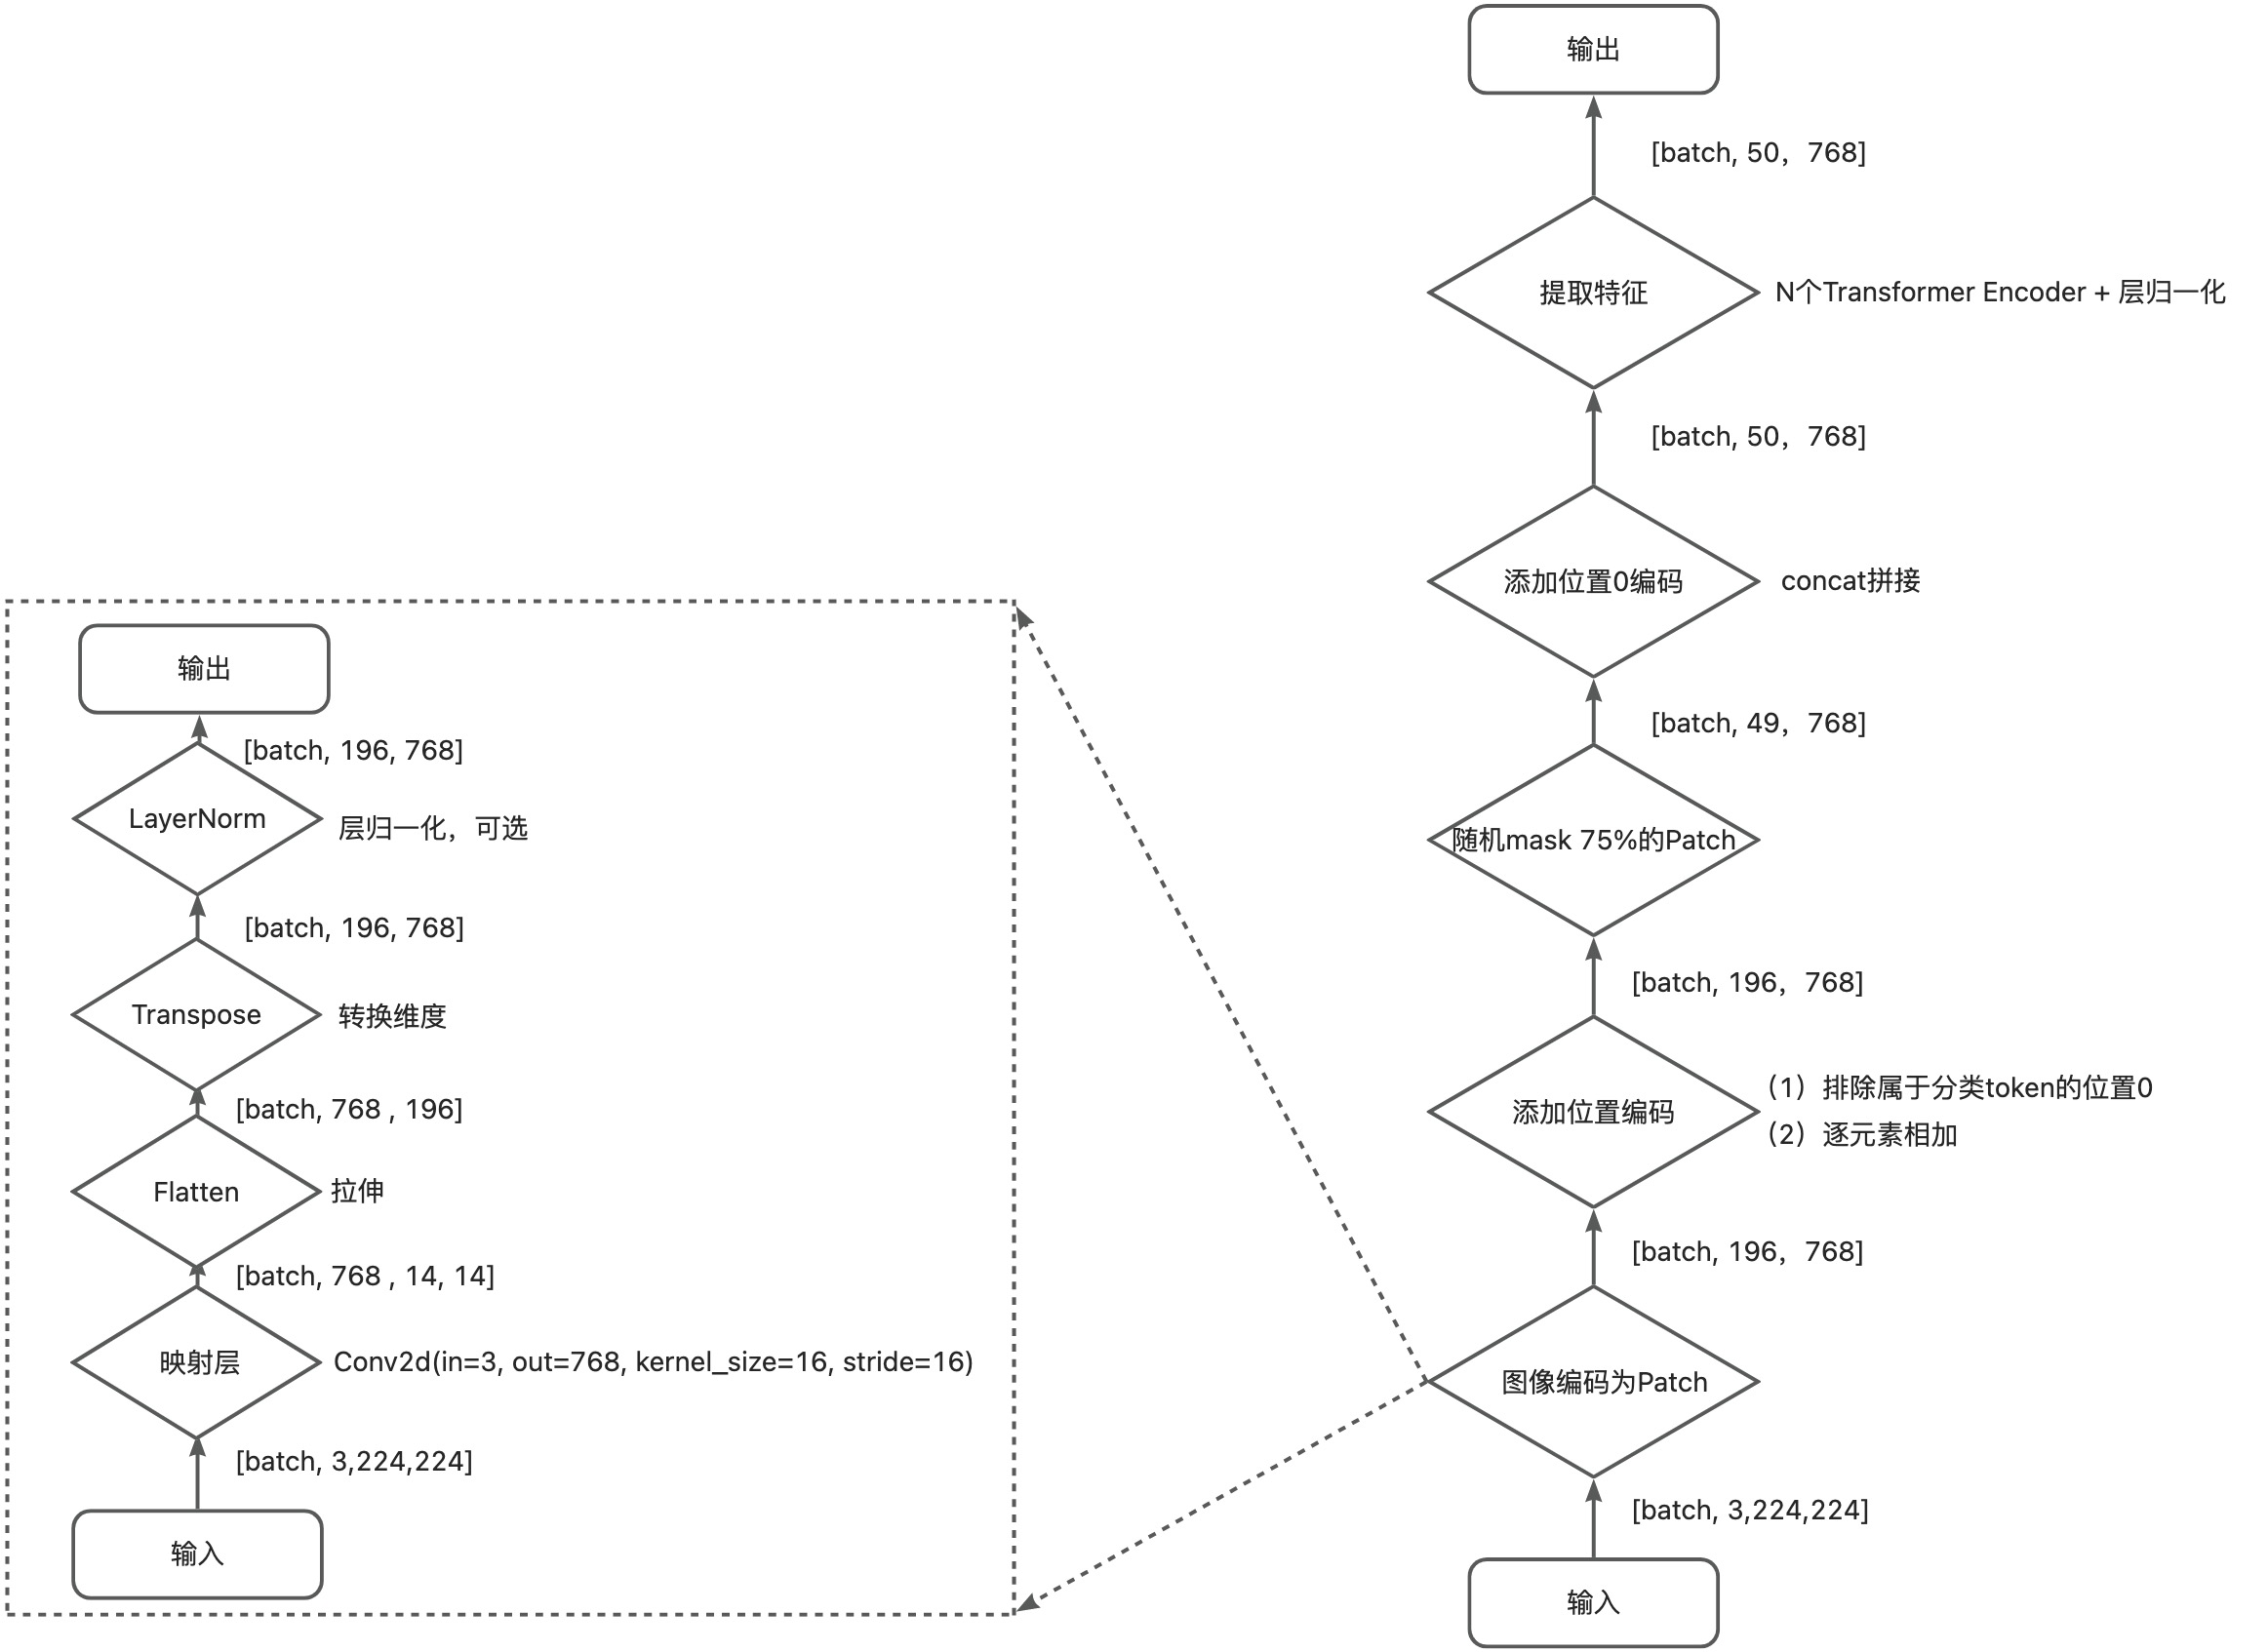 输出
[batch, 50，768]
提取特征
N个Transformer Encoder + 层归一化
[batch, 50，768]
添加位置0编码
concat拼接
[batch, 49，768]
随机mask 75%的Patch
[batch, 196，768]
添加位置编码
（1）排除属于分类token的位置0
（2）逐元素相加
[batch, 196，768]
图像编码为Patch
[batch, 3,224,224]
输入
输出
[batch, 196, 768]
LayerNorm
层归一化，可选
[batch, 196, 768]
Transpose
转换维度
[batch, 768 , 196]
Flatten
拉伸
[batch, 768 , 14, 14]
映射层
Conv2d(in=3, out=768, kernel_size=16, stride=16)
[batch, 3,224,224]
输入